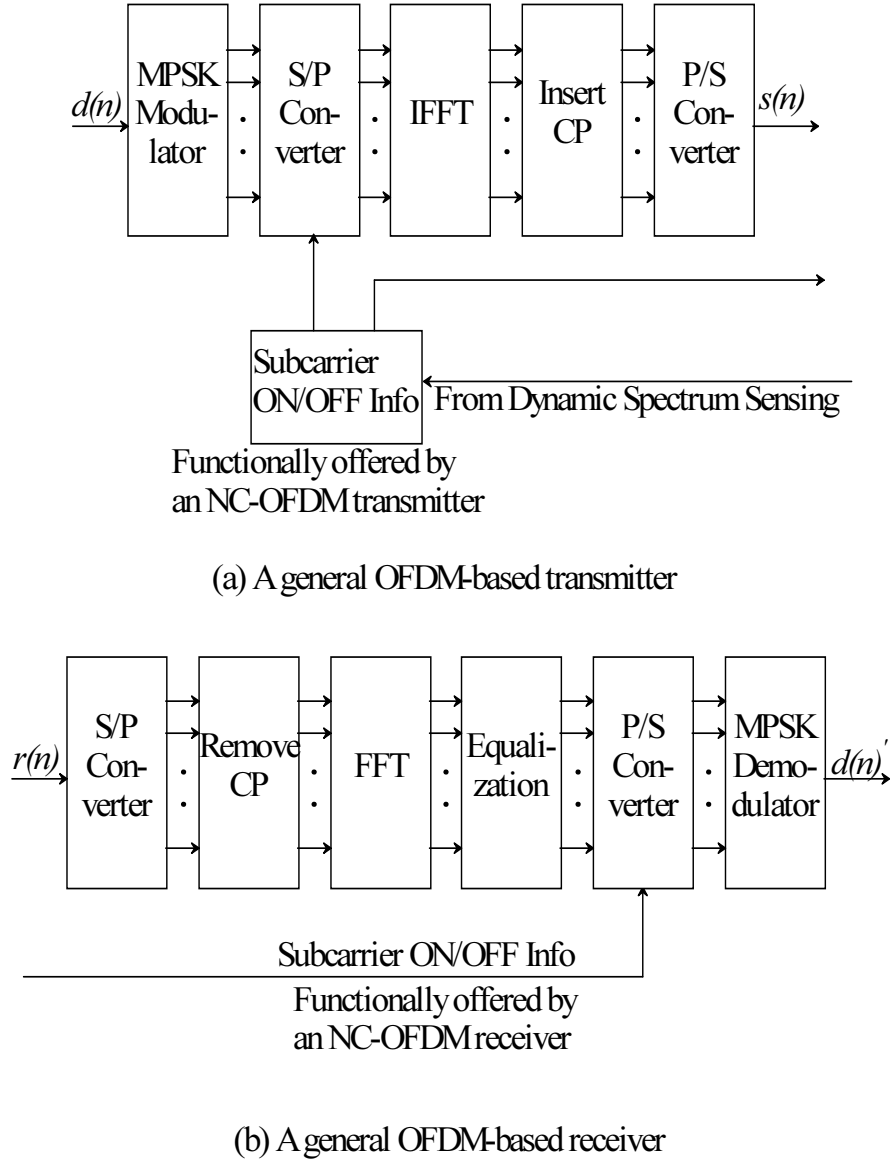 d(n)
MPSK
Modu-
lator
S/P
Con-
verter
IFFT
Insert
CP
P/S
Con-
verter
s(n)
Subcarrier
ON/OFF Info
From Dynamic Spectrum Sensing
Functionally offered by
an NC-OFDM transmitter
(a) A general OFDM-based transmitter
r(n)
S/P
Con-
verter
Remove
CP
FFT
Equali-
zation
P/S
Con-
verter
MPSK
Demo-
dulator
d(n)'
Subcarrier ON/OFF Info
Functionally offered by
an NC-OFDM receiver
(b) A general OFDM-based receiver